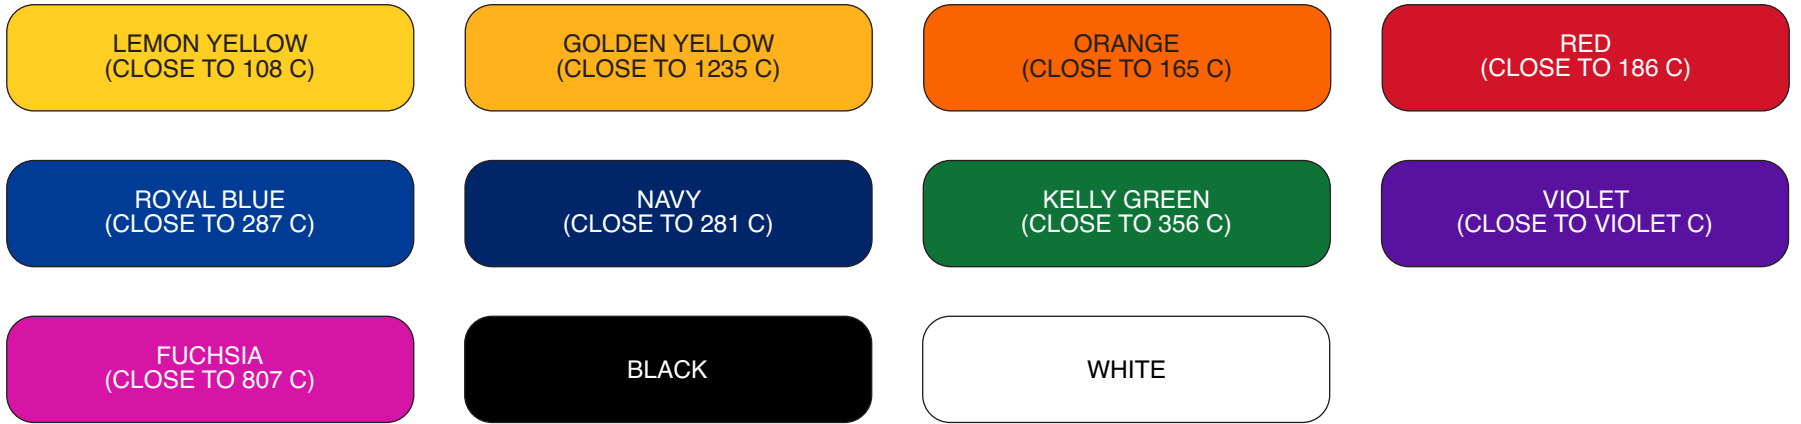 LEMON YELLOW
(CLOSE TO 108 C)
GOLDEN YELLOW
(CLOSE TO 1235 C)
ORANGE
(CLOSE TO 165 C)
RED
(CLOSE TO 186 C)
ROYAL BLUE
(CLOSE TO 287 C)
NAVY
(CLOSE TO 281 C)
KELLY GREEN
(CLOSE TO 356 C)
VIOLET
(CLOSE TO VIOLET C)
FUCHSIA
(CLOSE TO 807 C)
BLACK
WHITE